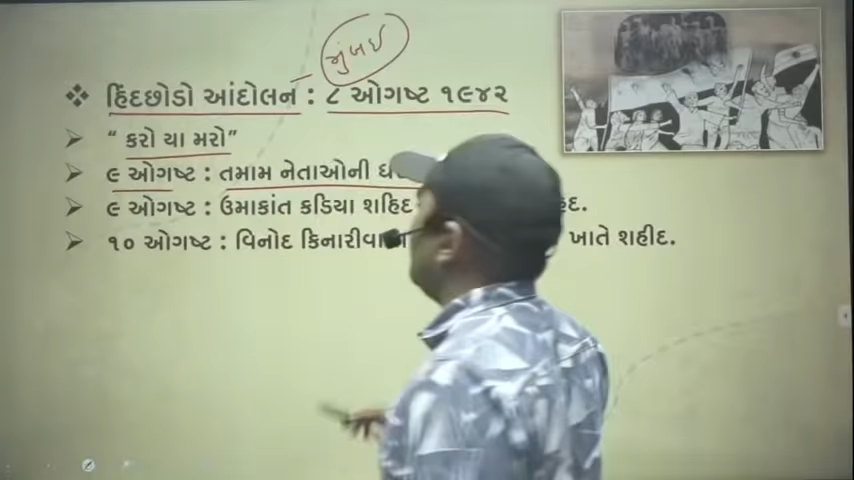 મુંબઈ
હિંદછોડો આંદોલન : ૮ ઓગષ્ટ ૧૯૪૨
“ કરો યા મરો”
૯ ઓગષ્ટ : તમામ નેતાઓની
૯ ઓગષ્ટ : ઉમાકાંત કડિયા શહિદ
૧૦ ઓગષ્ટ : વિનોદ ખાતે શહીદ.